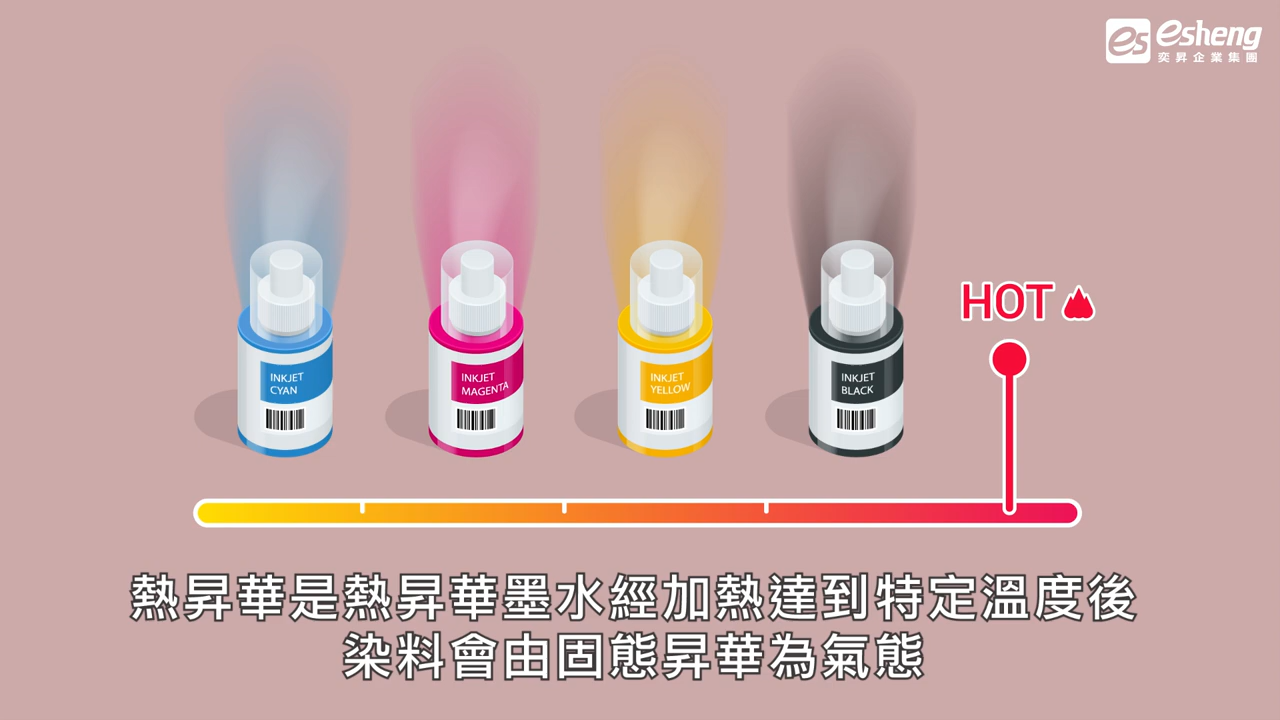 es esheng
奕昇企業集團
HOT
INKJET
CYAN
INKJET
MAGENTA
INKJET
YELLOW
INKJET
BLACK
熱昇華是熱昇華墨水經加熱達到特定溫度後
染料會由固態昇華為氣態